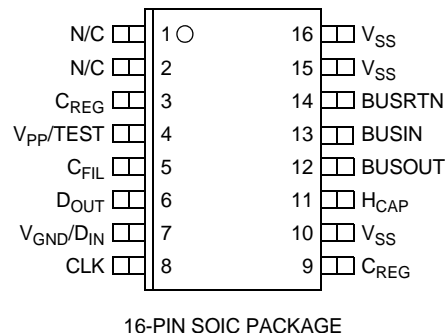 N/C 1 16 VSS
N/C 2 15 VSS
CREG 3 14 BUSRTN
VPP/TEST 4 13 BUSIN
CFIL 5 12 BUSOUT
DOUT 6 11 HCAP
VGND/DIN 7 10 VSS
CLK 8 9 CREG
16-PIN SOIC PACKAGE